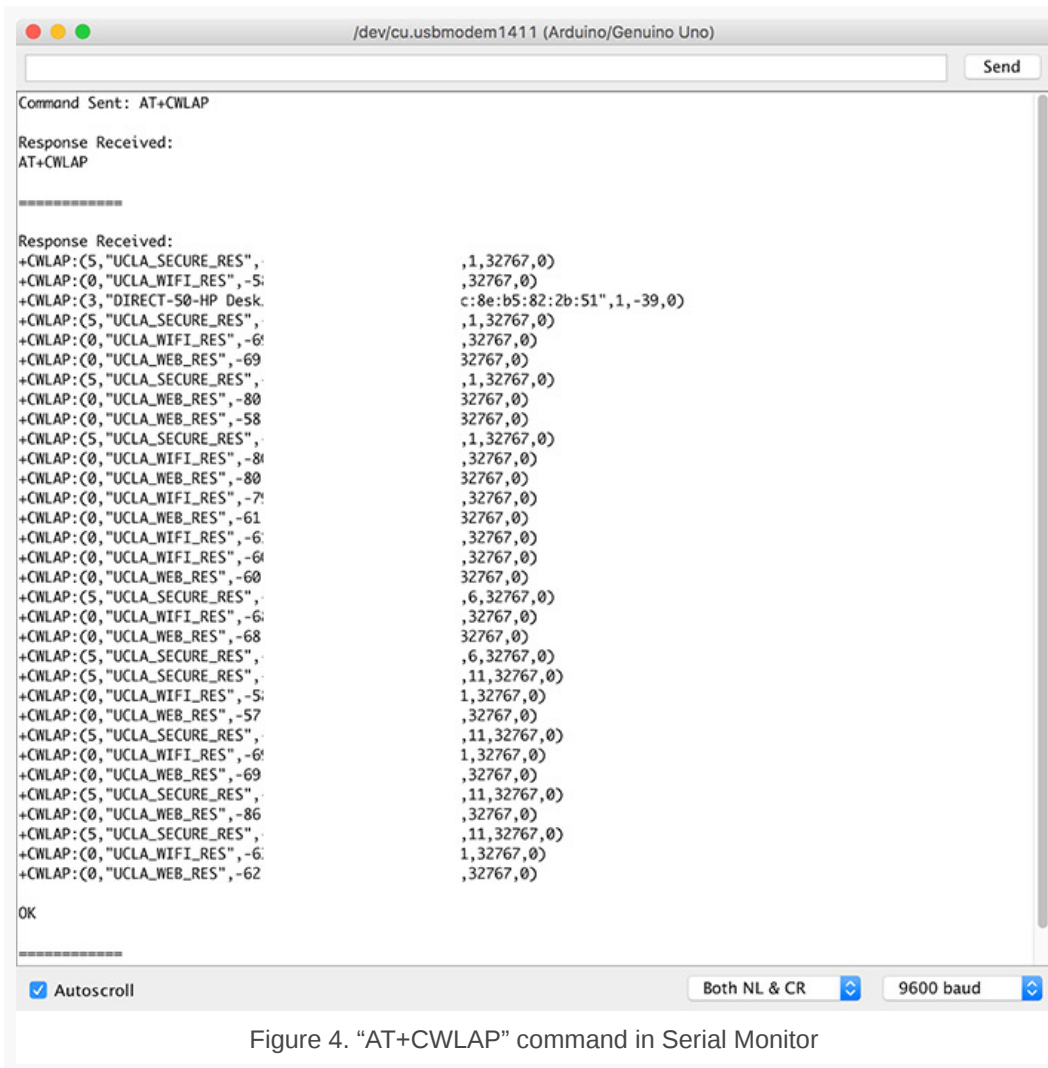 /dev/cu.usbmodem1411 (Arduino/Genuino Uno)
Send
Command Sent: AT+CWLAP
Response Received:
AT+CWLAP
============
Response Received:
+CWLAP:(5,"UCLA_SECURE_RES",- ,1,32767,0)
+CWLAP:(0,"UCLA_WIFI_RES",-5 ,32767,0)
+CWLAP:(3,"DIRECT-50-HP Desk. c:8e:b5:82:2b:51",1,-39,0)
+CWLAP:(5,"UCLA_SECURE_RES",- ,1,32767,0)
+CWLAP:(0,"UCLA_WIFI_RES",-6 ,32767,0)
+CWLAP:(0,"UCLA_WEB_RES",-69 32767,0)
+CWLAP:(5,"UCLA_SECURE_RES",- ,1,32767,0)
+CWLAP:(0,"UCLA_WEB_RES",-80 32767,0)
+CWLAP:(0,"UCLA_WEB_RES",-58 32767,0)
+CWLAP:(5,"UCLA_SECURE_RES",- ,1,32767,0)
+CWLAP:(0,"UCLA_WIFI_RES",-8 ,32767,0)
+CWLAP:(0,"UCLA_WEB_RES",-80 32767,0)
+CWLAP:(0,"UCLA_WIFI_RES",-7 ,32767,0)
+CWLAP:(0,"UCLA_WEB_RES",-61 32767,0)
+CWLAP:(0,"UCLA_WIFI_RES",-6 ,32767,0)
+CWLAP:(0,"UCLA_WIFI_RES",-6 ,32767,0)
+CWLAP:(0,"UCLA_WEB_RES",-60 32767,0)
+CWLAP:(5,"UCLA_SECURE_RES",- ,6,32767,0)
+CWLAP:(0,"UCLA_WIFI_RES",-6 ,32767,0)
+CWLAP:(0,"UCLA_WEB_RES",-68 32767,0)
+CWLAP:(5,"UCLA_SECURE_RES",- ,6,32767,0)
+CWLAP:(5,"UCLA_SECURE_RES",- ,11,32767,0)
+CWLAP:(0,"UCLA_WIFI_RES",-5 1,32767,0)
+CWLAP:(0,"UCLA_WEB_RES",-57 ,32767,0)
+CWLAP:(5,"UCLA_SECURE_RES",- ,11,32767,0)
+CWLAP:(0,"UCLA_WIFI_RES",-6 1,32767,0)
+CWLAP:(0,"UCLA_WEB_RES",-69 ,32767,0)
+CWLAP:(5,"UCLA_SECURE_RES",- ,11,32767,0)
+CWLAP:(0,"UCLA_WEB_RES",-86 ,32767,0)
+CWLAP:(5,"UCLA_SECURE_RES",- ,11,32767,0)
+CWLAP:(0,"UCLA_WIFI_RES",-6 1,32767,0)
+CWLAP:(0,"UCLA_WEB_RES",-62 ,32767,0)
OK
============
Autoscroll Both NL & CR 9600 baud
Figure 4. “AT+CWLAP” command in Serial Monitor